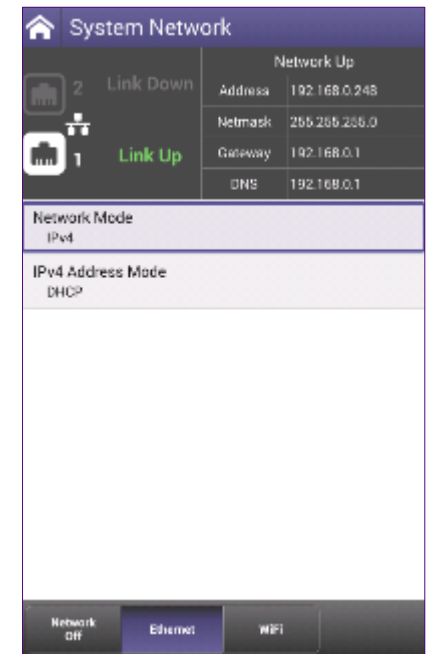 System Network
Network Up
2 Link Down
Address 192.168.0.248
Netmask 255.255.255.0
1 Link Up
Gateway 192.168.0.1
DNS 192.168.0.1
Network Mode
IPv4
IPv4 Address Mode
DHCP
Network Off
Ethernet
WiFi